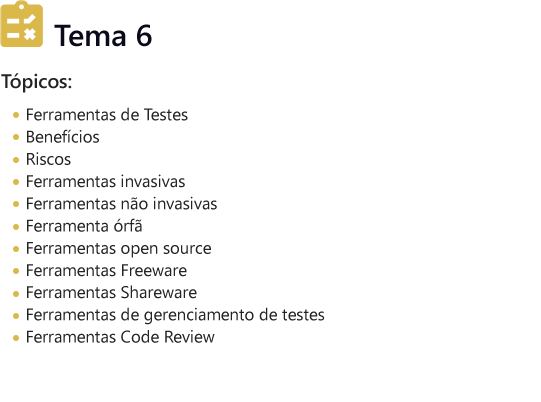 Tema 6
Tópicos:
Ferramentas de Testes
Benefícios
Riscos
Ferramentas invasivas
Ferramentas não invasivas
Ferramenta órfã
Ferramentas open source
Ferramentas Freeware
Ferramentas Shareware
Ferramentas de gerenciamento de testes
Ferramentas Code Review